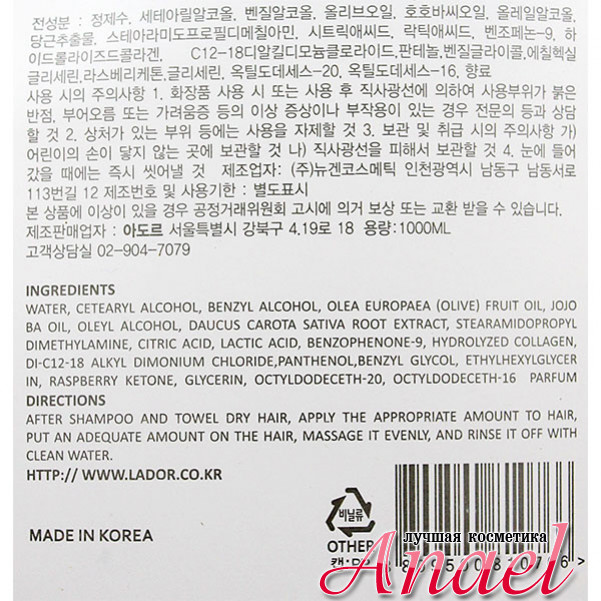 전성분 : 정제수, 세테아릴알코올, 벤질알코올, 올리브오일, 호호바씨오일, 올레일알코올,
당근추출물, 스테아라미도프로필디메칠아민, 시트릭애씨드, 락틱애씨드, 벤조페논-9, 하
이드롤라이즈드콜라겐, C12-18디알킬디모늄클로라이드,판테놀,벤질글라이콜,에칠헥실
글리세린,라스베리케톤,글리세린, 옥틸도데세스-20, 옥틸도데세스-16, 향료
사용 시의 주의사항 1. 화장품 사용 시 또는 사용 후 직사광선에 의하여 사용부위가 붉은
반점, 부어오름 또는 가려움증 등의 이상 증상이나 부작용이 있는 경우 전문의 등과 상담
할 것 2. 상처가 있는 부위 등에는 사용을 자제할 것 3. 보관 및 취급 시의 주의사항 가)
어린이의 손이 닿지 않는 곳에 보관할 것 나) 직사광선을 피해서 보관할 것 4. 눈에 들어
갔을 때에는 즉시 씻어낼 것 제조업자: (주)뉴겐코스메틱 인천광역시 남동구 남동서로
113번길 12 제조번호 및 사용기한 : 별도표시
본 상품에 이상이 있을 경우 공정거래위원회 고시에 의거 보상 또는 교환 받을 수 있습니다.
제조판매업자 : 아도르 서울특별시 강북구 4.19로 18 용량:1000ML
고객상담실 02-904-7079
INGREDIENTS
WATER, CETEARYL ALCOHOL, BENZYL ALCOHOL, OLEA EUROPAEA (OLIVE) FRUIT OIL, JOJO
BA OIL, OLEYL ALCOHOL, DAUCUS CAROTA SATIVA ROOT EXTRACT, STEARAMIDOPROPYL
DIMETHYLAMINE, CITRIC ACID, LACTIC ACID, BENZOPHENONE-9, HYDROLYZED COLLAGEN,
DI-C12-18 ALKYL DIMONIUM CHLORIDE,PANTHENOL,BENZYL GLYCOL, ETHYLHEXYLGLYCER
IN, RASPBERRY KETONE, GLYCERIN, OCTYLDODECETH-20, OCTYLDODECETH-16 PARFUM
DIRECTIONS
AFTER SHAMPOO AND TOWEL DRY HAIR, APPLY THE APPROPRIATE AMOUNT TO HAIR,
PUT AN ADEQUATE AMOUNT ON THE HAIR, MASSAGE IT EVENLY, AND RINSE IT OFF WITH
CLEAN WATER.
HTTP// WWW.LADOR.CO.KR
MADE IN KOREA
비닐류
OTHER
лучшая косметика
Anael